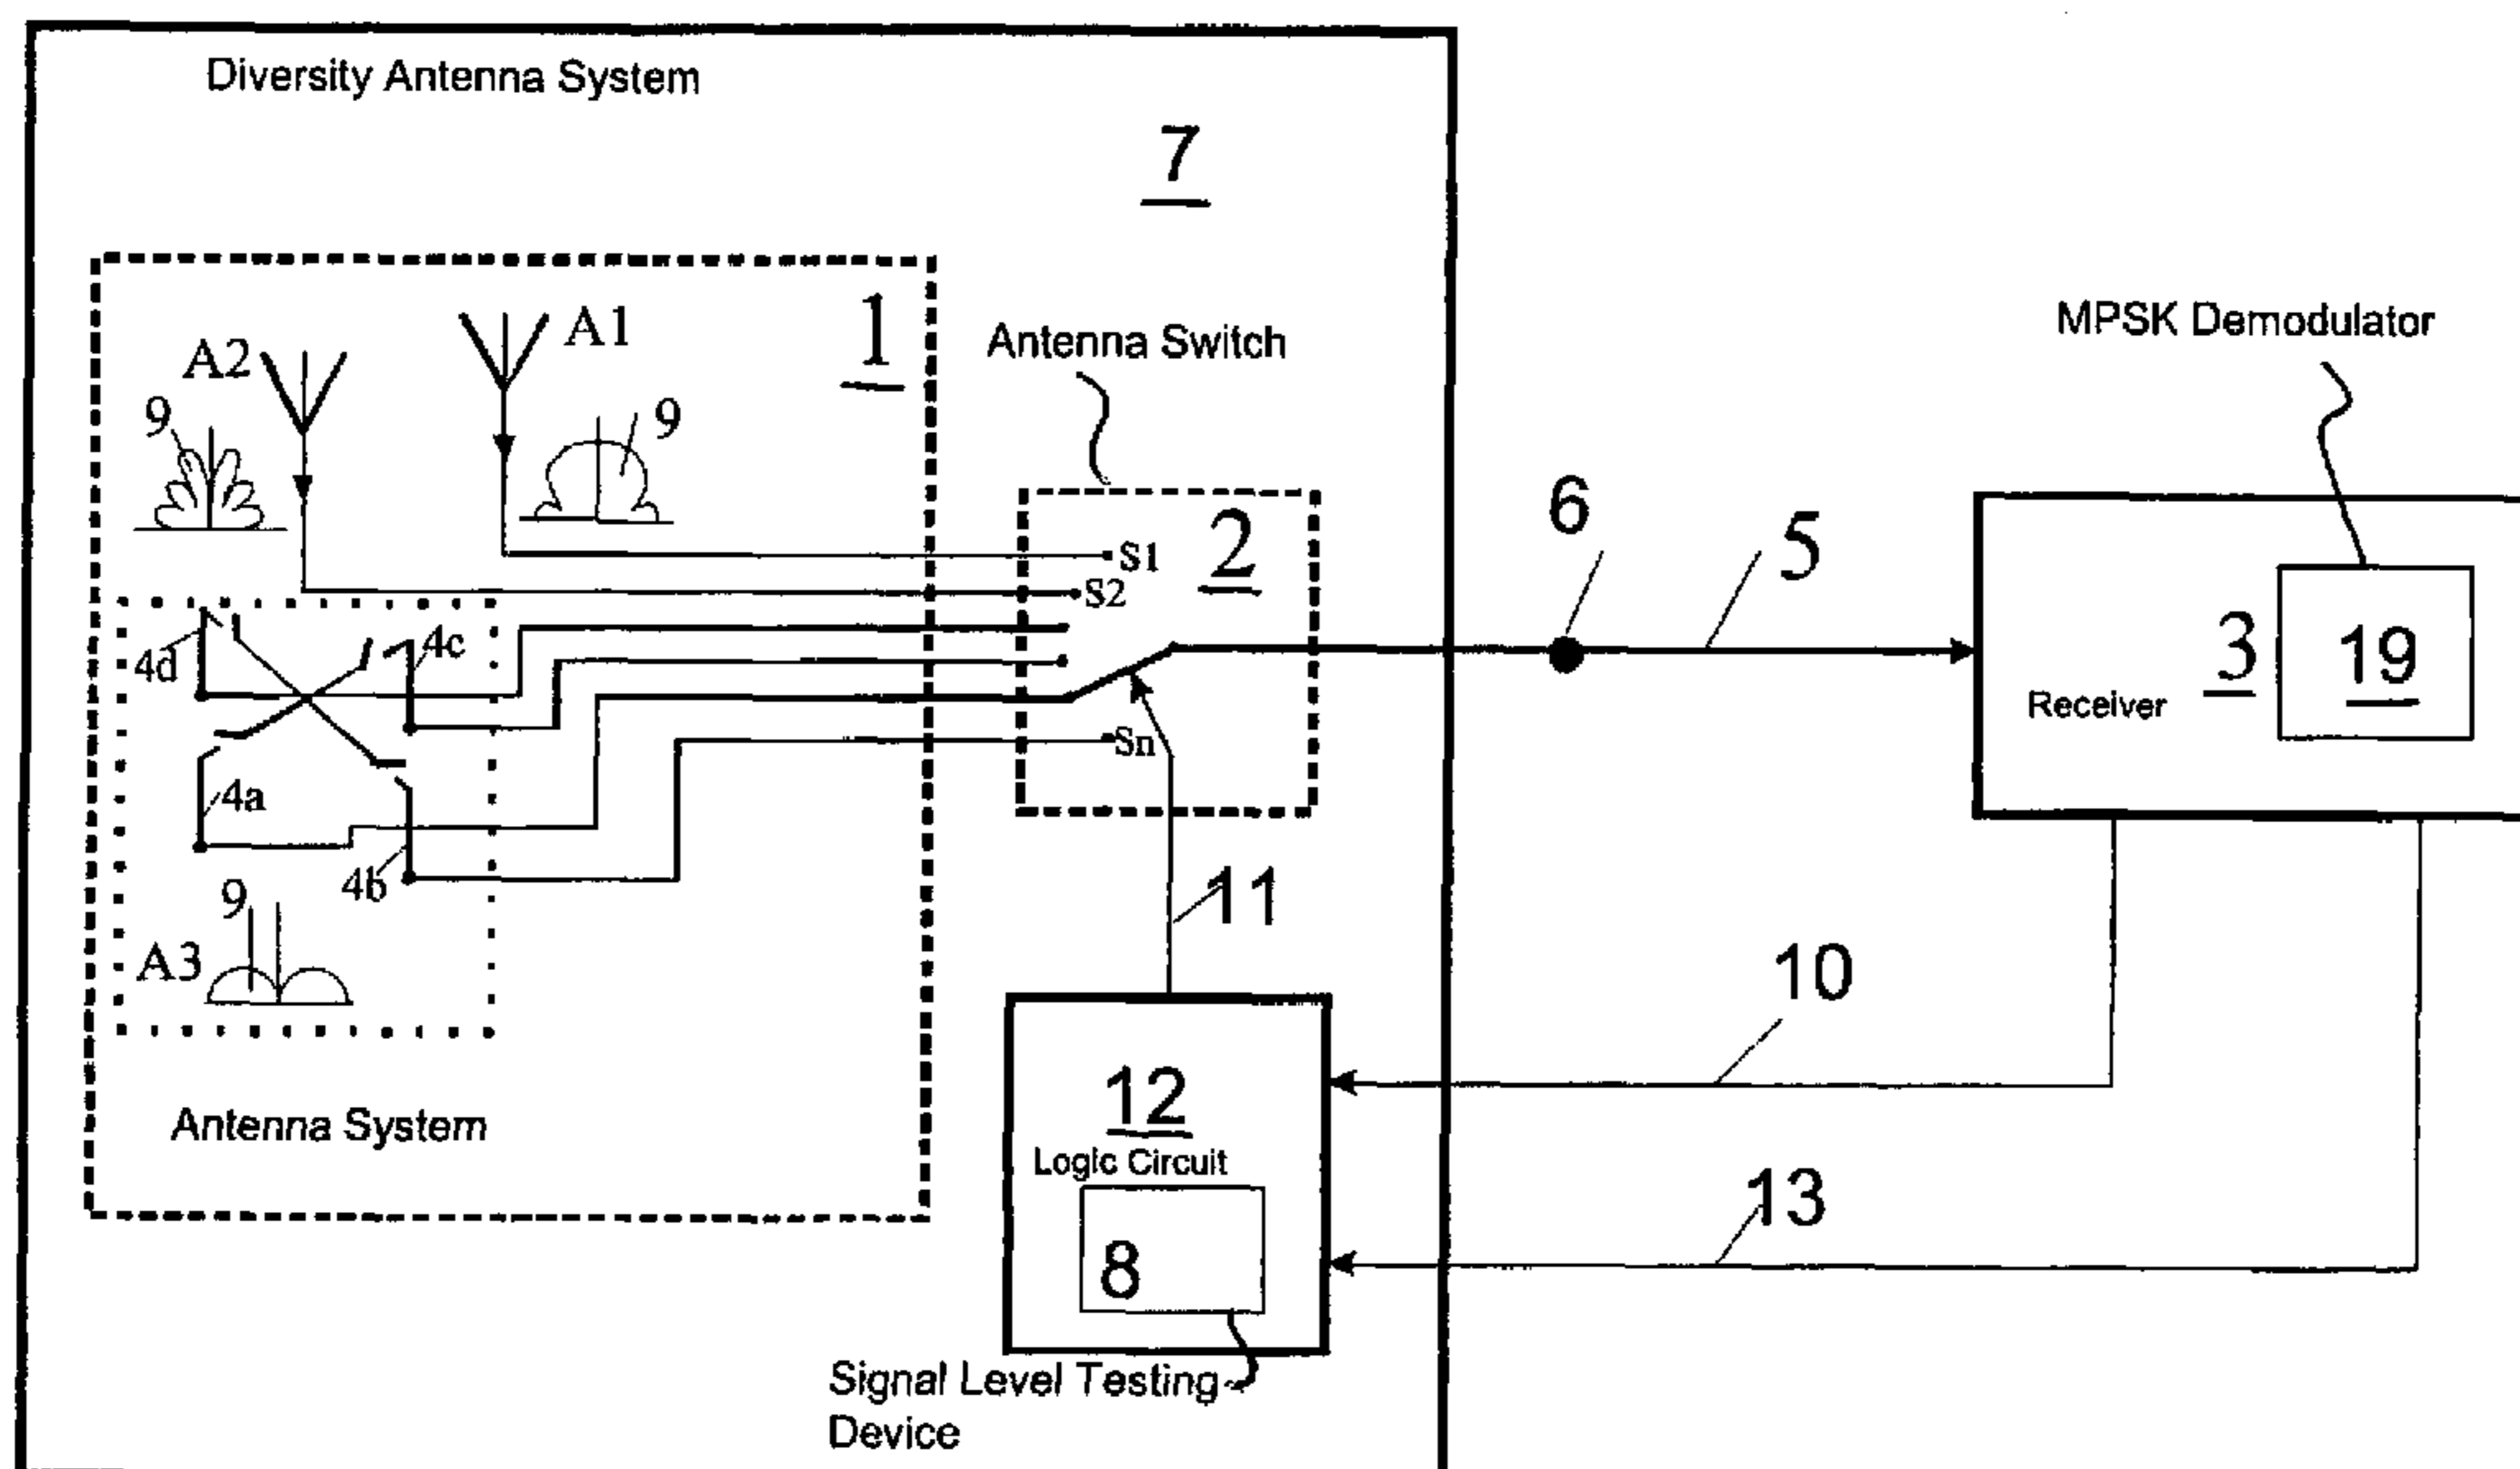 Diversity Antenna System
7
1
A1
A2
9
9
Antenna Switch
MPSK Demodulator
S1
2
S2
6
5
4d
4c
3
19
Receiver
Sn
4a
4b
9
A3
11
10
12
Antenna System
Logic Circuit
13
8
Signal Level Testing
Device